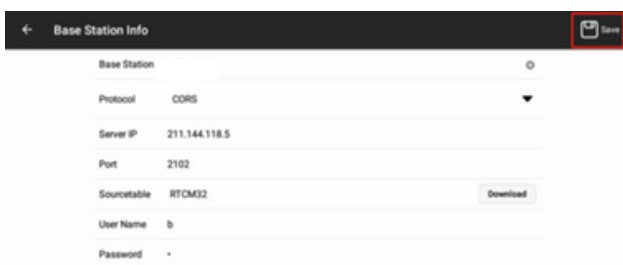 ← Base Station Info Save
Base Station
Protocol CORS
Server IP 211.144.118.5
Port 2102
Sourcetable RTCM32 Download
User Name b
Password •